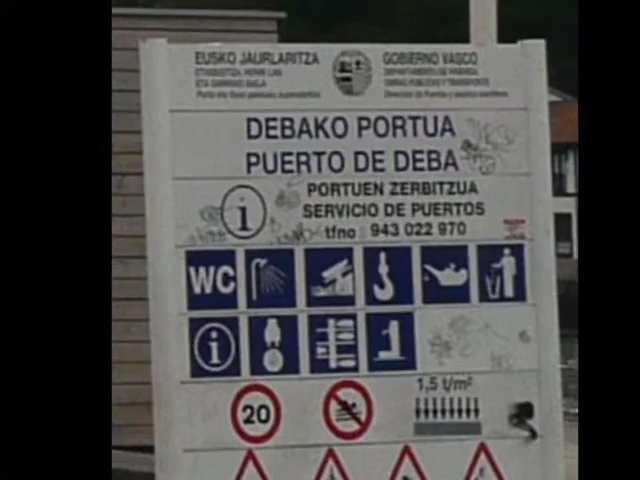 EUSKO JAURLARITZA
GOBIERNO VASCO
DEBAKO PORTUA
PUERTO DE DEBA
PORTUEN ZERBITZUA
i SERVICIO DE PUERTOS
tfno : 943 022 970
WC
i
20
1,5 t/m²